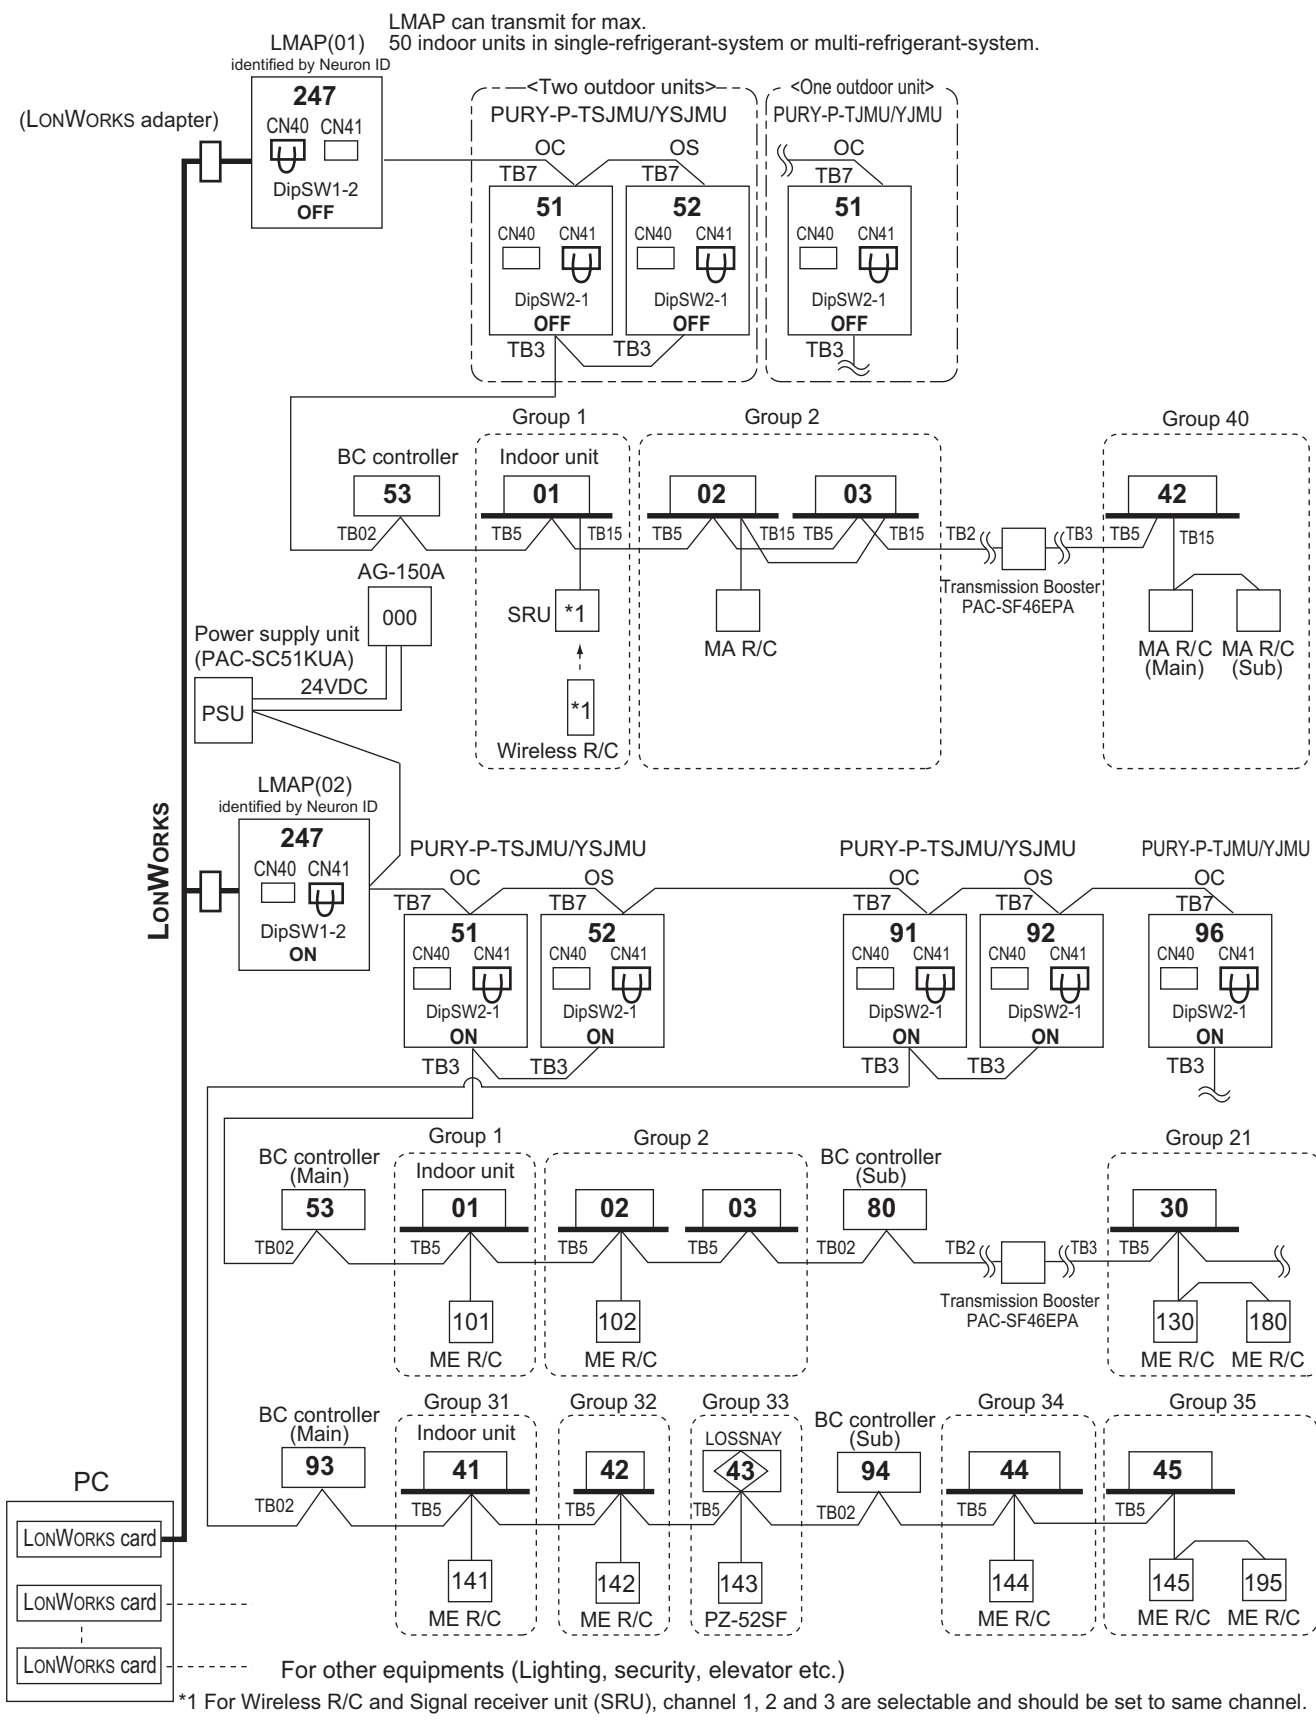 LMAP can transmit for max.
50 indoor units in single-refrigerant-system or multi-refrigerant-system.
LMAP(01)
identified by Neuron ID
(LONWORKS adapter)
247
CN40 CN41
DipSW1-2
OFF
<Two outdoor units>
PURY-P-TSJMU/YSJMU
<One outdoor unit>
PURY-P-TJMU/YJMU
OC OS OC
TB7 TB7 TB7
51 52 51
CN40 CN41 CN40 CN41 CN40 CN41
DipSW2-1 DipSW2-1 DipSW2-1
OFF OFF OFF
TB3 TB3 TB3
Group 1 Group 2 Group 40
BC controller Indoor unit
53 01 02 03 42
TB02 TB5 TB15 TB5 TB15 TB5 TB15 TB2 TB3 TB5 TB15
Transmission Booster
PAC-SF46EPA
AG-150A
000
SRU *1
MA R/C
MA R/C
(Main)
MA R/C
(Sub)
Power supply unit
(PAC-SC51KUA)
24VDC
PSU
*1
Wireless R/C
LMAP(02)
identified by Neuron ID
247
CN40 CN41
DipSW1-2
ON
LONWORKS
PURY-P-TSJMU/YSJMU PURY-P-TSJMU/YSJMU PURY-P-TJMU/YJMU
OC OS OC OS OC
TB7 TB7 TB7 TB7 TB7
51 52 91 92 96
CN40 CN41 CN40 CN41 CN40 CN41 CN40 CN41 CN40 CN41
DipSW2-1 DipSW2-1 DipSW2-1 DipSW2-1 DipSW2-1
ON ON ON ON ON
TB3 TB3 TB3 TB3 TB3
Group 1 Group 2 Group 21
BC controller
(Main)
Indoor unit
BC controller
(Sub)
53 01 02 03 80 30
TB02 TB5 TB5 TB5 TB02 TB2 TB3 TB5
Transmission Booster
PAC-SF46EPA
101 102 130 180
ME R/C ME R/C ME R/C ME R/C
Group 31 Group 32 Group 33 Group 34 Group 35
BC controller
(Main)
Indoor unit
LOSSNAY
BC controller
(Sub)
93 41 42 43 94 44 45
TB02 TB5 TB5 TB5 TB02 TB5 TB5
141 142 143 144 145 195
ME R/C ME R/C PZ-52SF ME R/C ME R/C ME R/C
PC
LONWORKS card
LONWORKS card
LONWORKS card
For other equipments (Lighting, security, elevator etc.)
*1 For Wireless R/C and Signal receiver unit (SRU), channel 1, 2 and 3 are selectable and should be set to same channel.